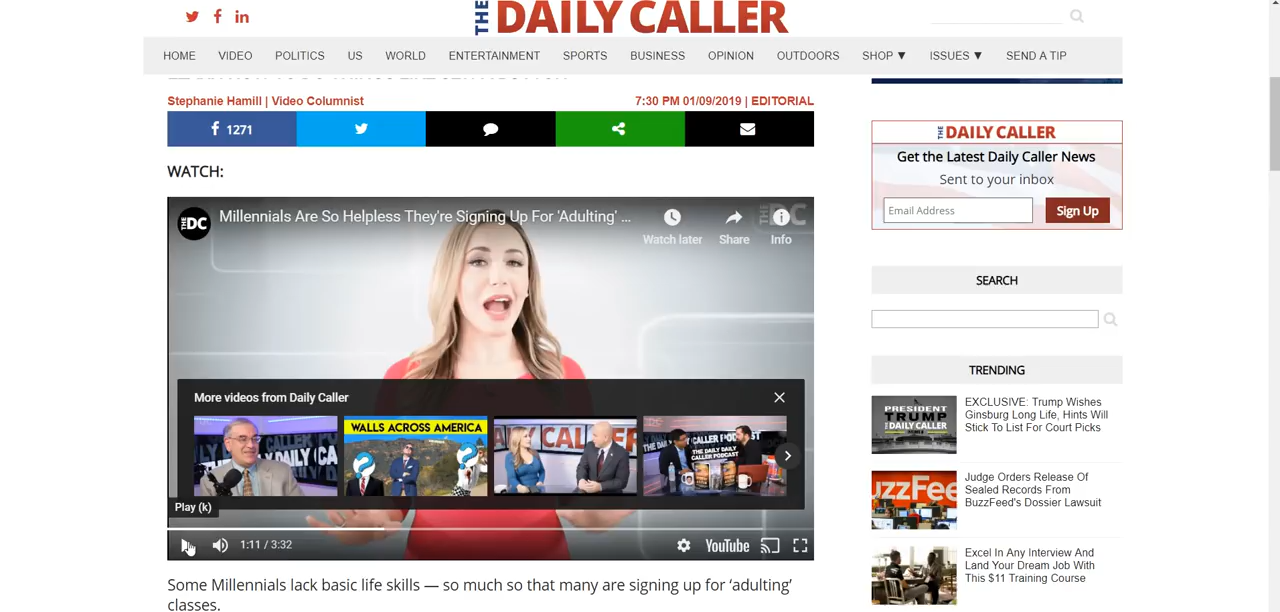 THE DAILY CALLER
HOME VIDEO POLITICS US WORLD ENTERTAINMENT SPORTS BUSINESS OPINION OUTDOORS SHOP ▼ ISSUES ▼ SEND A TIP
Stephanie Hamill | Video Columnist
7:30 PM 01/09/2019 | EDITORIAL
1271
WATCH:
THE DC
Millennials Are So Helpless They're Signing Up For 'Adulting' ...
Watch later
Share
Info
THE DC
More videos from Daily Caller
WALLS ACROSS AMERICA
Play (k)
1:11 / 3:32
YouTube
Some Millennials lack basic life skills — so much so that many are signing up for ‘adulting’
classes.
THE DAILY CALLER
Get the Latest Daily Caller News
Sent to your inbox
Email Address
Sign Up
SEARCH
TRENDING
PRESIDENT
TRUMP
EXCLUSIVE: Trump Wishes
Ginsburg Long Life, Hints Will
Stick To List For Court Picks
Judge Orders Release Of
Sealed Records From
BuzzFeed's Dossier Lawsuit
Excel In Any Interview And
Land Your Dream Job With
This $11 Training Course